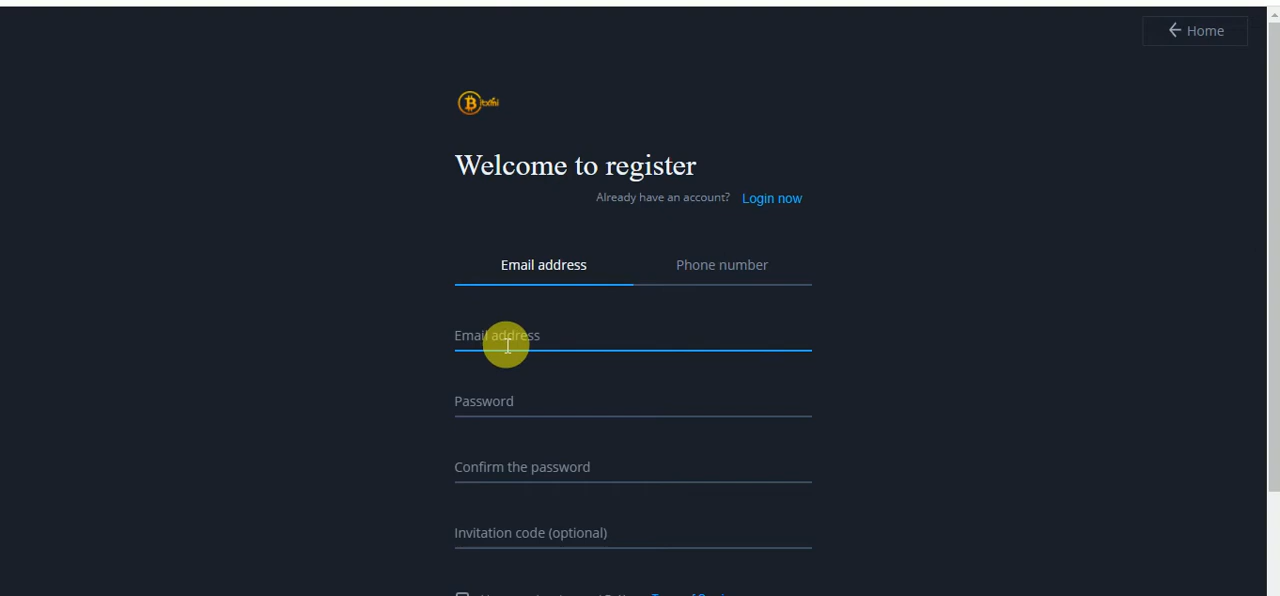 ← Home
Welcome to register
Already have an account? Login now
Email address
Phone number
Email address
Password
Confirm the password
Invitation code (optional)